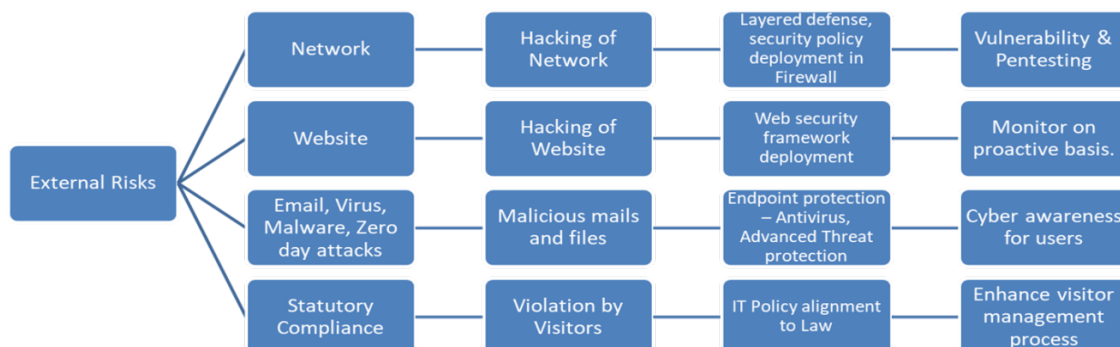 Network
Hacking of
Network
Layered defense,
security policy
deployment in
Firewall
Vulnerability &
Pentesting
Website
Hacking of
Website
Web security
framework
deployment
Monitor on
proactive basis.
External Risks
Email, Virus,
Malware, Zero
day attacks
Malicious mails
and files
Endpoint protection
– Antivirus,
Advanced Threat
protection
Cyber awareness
for users
Statutory
Compliance
Violation by
Visitors
IT Policy alignment
to Law
Enhance visitor
management
process